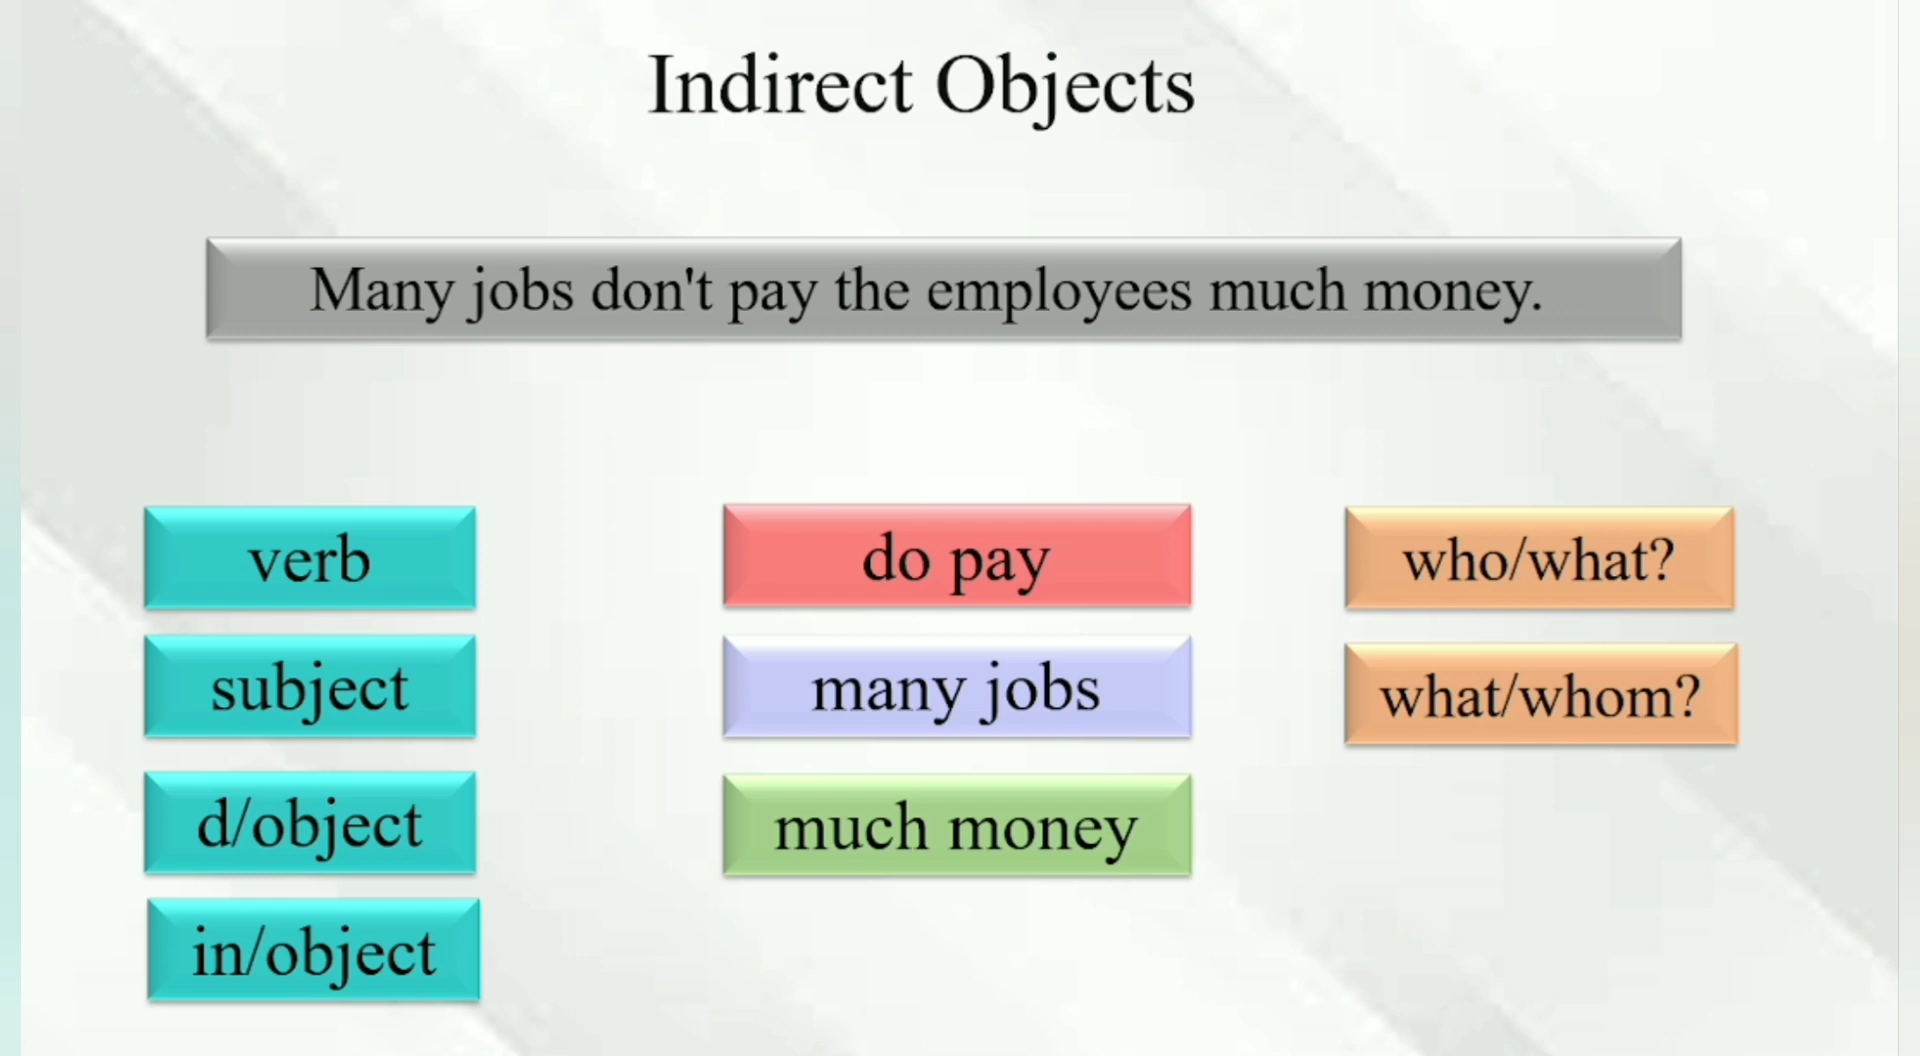 Indirect Objects
Many jobs don't pay the employees much money.
verb
do pay
who/what?
subject
many jobs
what/whom?
d/object
much money
in/object